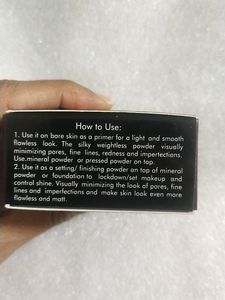 How to Use:
1. Use it on bare skin as a primer for a light and smooth
flawless look. The silky weightless powder visually
minimizing pores, fine lines, redness and impertections.
Use.mineral powder or pressed powder on top.
2. Use it as a setting/ finishing powder on top of mineral
powder or foundation to lockdown/set makeup and
control shine. Visually minimizing the look of pores, fine
lines and imperfections and make skin look even more
flawless and matt.